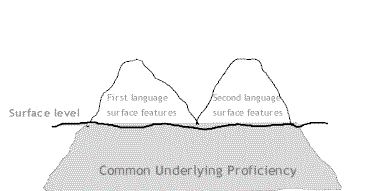 First language
surface features
Second language
surface features
Surface level
Common Underlying Proficiency